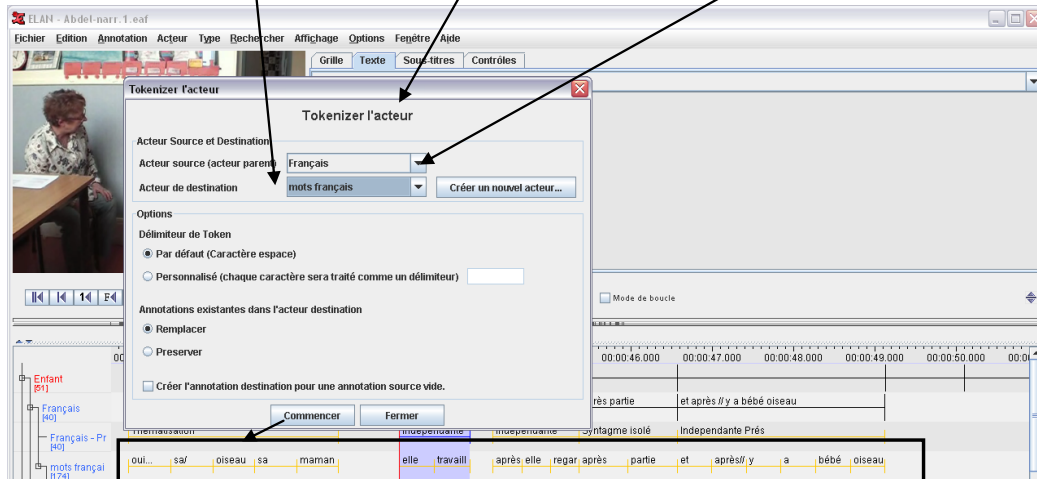 ELAN - Abdel-narr.1.eaf
Fichier Edition Annotation Acteur Type Rechercher Affichage Options Fenêtre Aide
Grille Texte Sous-titres Contrôles
Tokenizer l'acteur
Tokenizer l'acteur
Acteur Source et Destination
Acteur source (acteur parent) Français
Acteur de destination mots français Créer un nouvel acteur...
Options
Délimiteur de Token
Par défaut (Caractère espace)
Personnalisé (chaque caractère sera traité comme un délimiteur)
Mode de boucle
Annotations existantes dans l'acteur destination
Remplacer
Preserver
Créer l'annotation destination pour une annotation source vide.
Commencer Fermer
00:00:46.000 00:00:47.000 00:00:48.000 00:00:49.000 00:00:50.000
Enfant
[51]
Français rès partie et après // y a bébé oiseau
[40]
Français - Pr Thématisation Indépendante Indépendante Syntagme isolé Indépendante Prés
[40]
mots françai oui... sa/ oiseau sa maman elle travaill après elle regar après partie et après// y a bébé oiseau
[174]